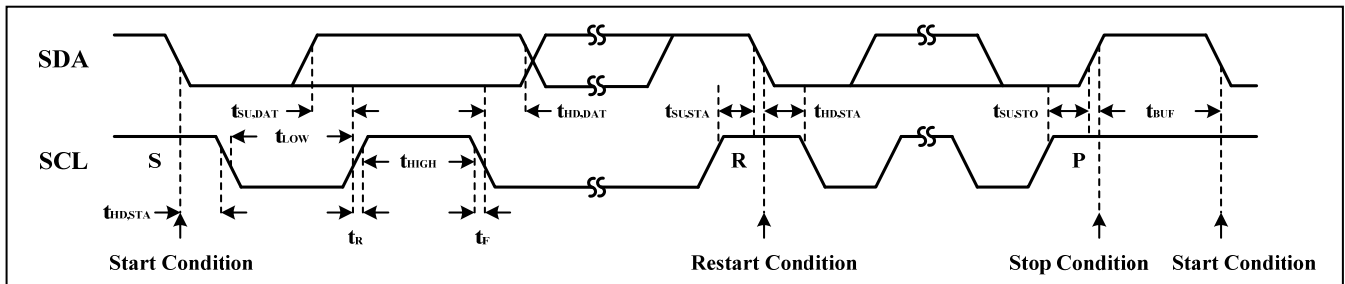 SDA
tSU,DAT tHD,DAT tSU,STA tHD,STA tSU,STO tBUF
tLOW
SCL S tHIGH R P
tHD,STA
tR tF
Start Condition Restart Condition Stop Condition Start Condition